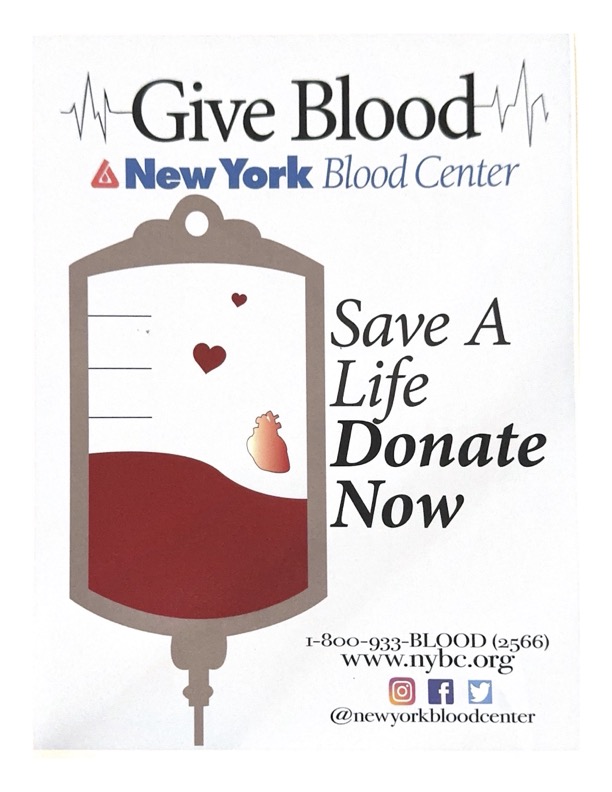 Give Blood
New York Blood Center
Save A
Life
Donate
Now
1-800-933-BLOOD (2566)
www.nybc.org
@newyorkbloodcenter